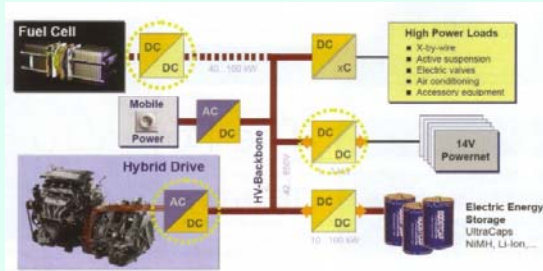 Fuel Cell
DC
DC
40...100 kW
DC
xC
High Power Loads
X-by-wire
Active suspension
Electric valves
Air conditioning
Accessory equipment
Mobile
Power
AC
DC
HV-Backbone
42...850V
DC
DC
14V
Powernet
Hybrid Drive
AC
DC
DC
DC
10...100 kW
Electric Energy
Storage
UltraCaps
NiMH, Li-Ion,...